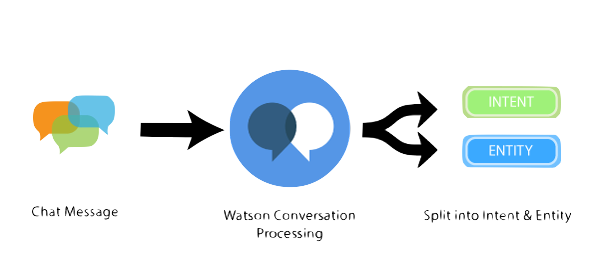 INTENT
ENTITY
Chat Message
Watson Conversation
Processing
Split into Intent & Entity